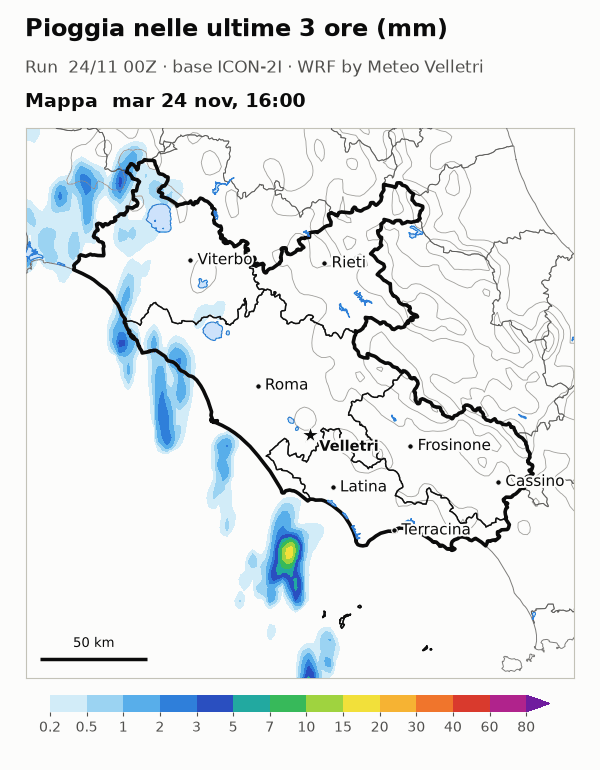 Pioggia nelle ultime 3 ore (mm)
Run  24/11 00Z · base ICON-2I · WRF by Meteo Velletri
Mappa  mar 24 nov, 16:00
Viterbo
Rieti
Roma
Velletri
Frosinone
Cassino
Latina
Terracina
50 km
0.2 0.5 1 2 3 5 7 10 15 20 30 40 60 80